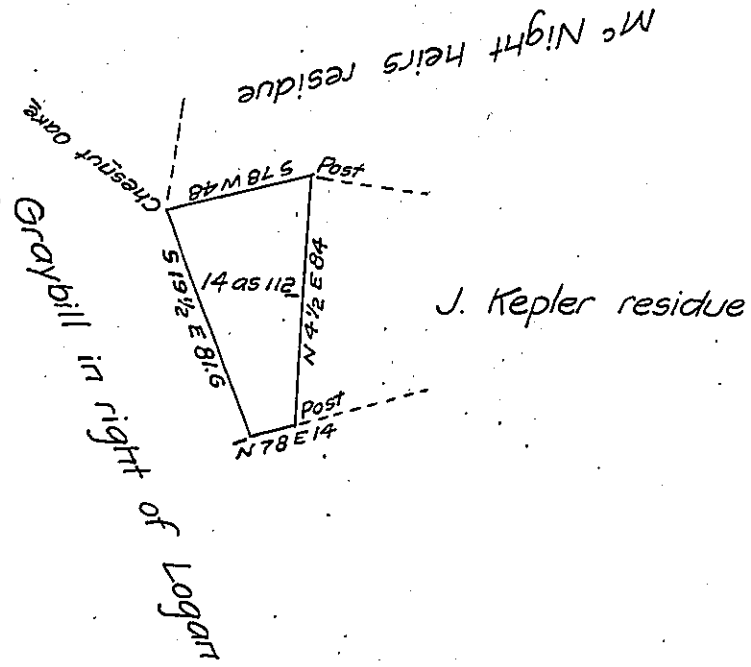 Mc Night heirs residue
Chesnut oake
S 78 W 48
Post
S 19½ E 81.6
14 as 112
N 4½ E 84
J. Kepler residue
Post
N 78 E 14
Graybill in right of Logan